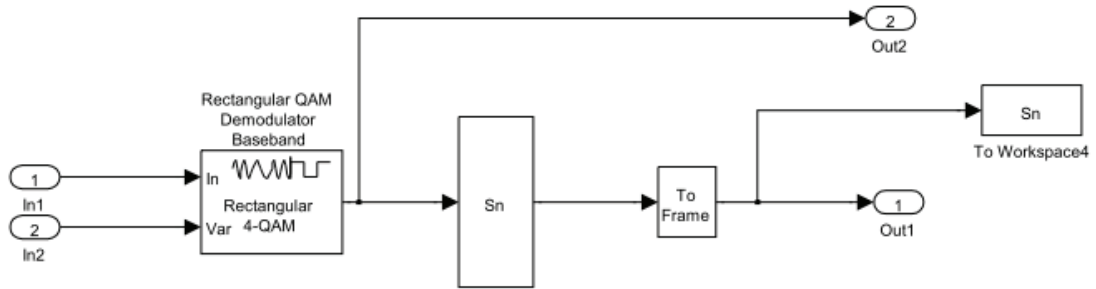 2
Out2
Rectangular QAM
Demodulator
Baseband
Sn
To Workspace4
1
In1
In
Rectangular
4-QAM
2
In2
Var
Sn
To
Frame
1
Out1